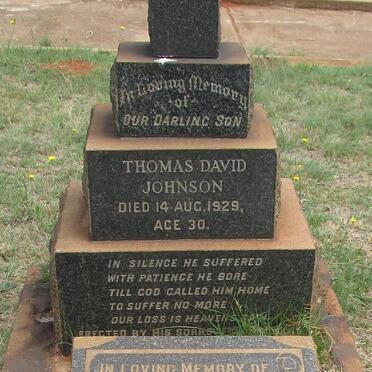 In Loving Memory
-of-
OUR DARLING SON
THOMAS DAVID
JOHNSON
DIED 14 AUG. 1929,
AGE 30.
IN SILENCE HE SUFFERED
WITH PATIENCE HE BORE
TILL GOD CALLED HIM HOME
TO SUFFER NO MORE
OUR LOSS IS
ERECTED BY HIS
IN LOVING MEMORY OF